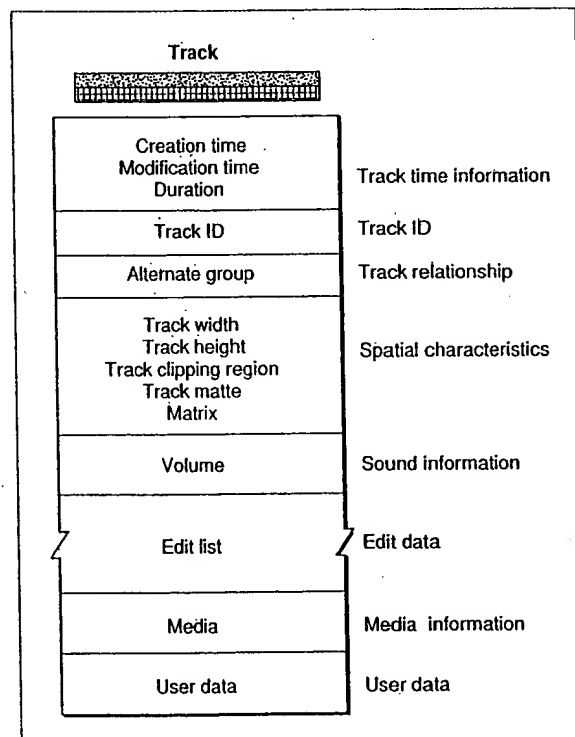 Track
Creation time
Modification time
Duration
Track time information
Track ID
Track ID
Alternate group
Track relationship
Track width
Track height
Track clipping region
Track matte
Matrix
Spatial characteristics
Volume
Sound information
Edit list
Edit data
Media
Media information
User data
User data